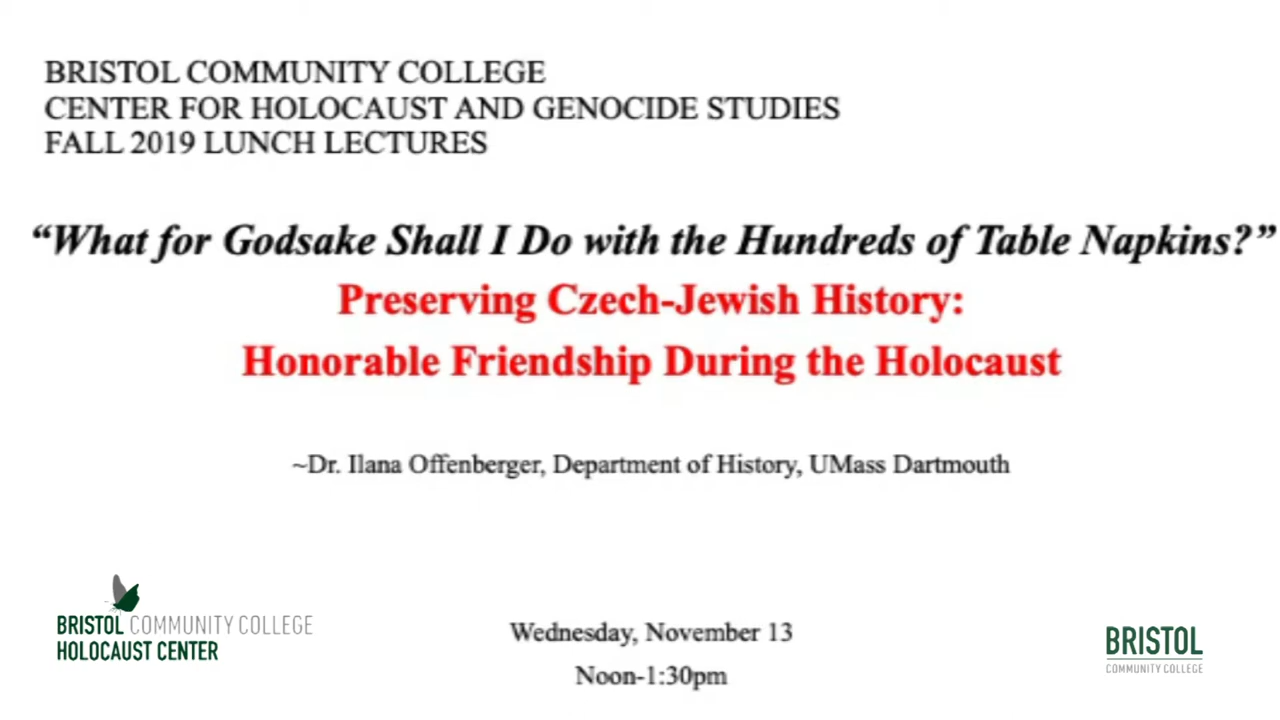 BRISTOL COMMUNITY COLLEGE
CENTER FOR HOLOCAUST AND GENOCIDE STUDIES
FALL 2019 LUNCH LECTURES
“What for Godsake Shall I Do with the Hundreds of Table Napkins?”
Preserving Czech-Jewish History:
Honorable Friendship During the Holocaust
~Dr. Ilana Offenberger, Department of History, UMass Dartmouth
BRISTOL COMMUNITY COLLEGE
HOLOCAUST CENTER
Wednesday, November 13
Noon-1:30pm
BRISTOL
COMMUNITY COLLEGE